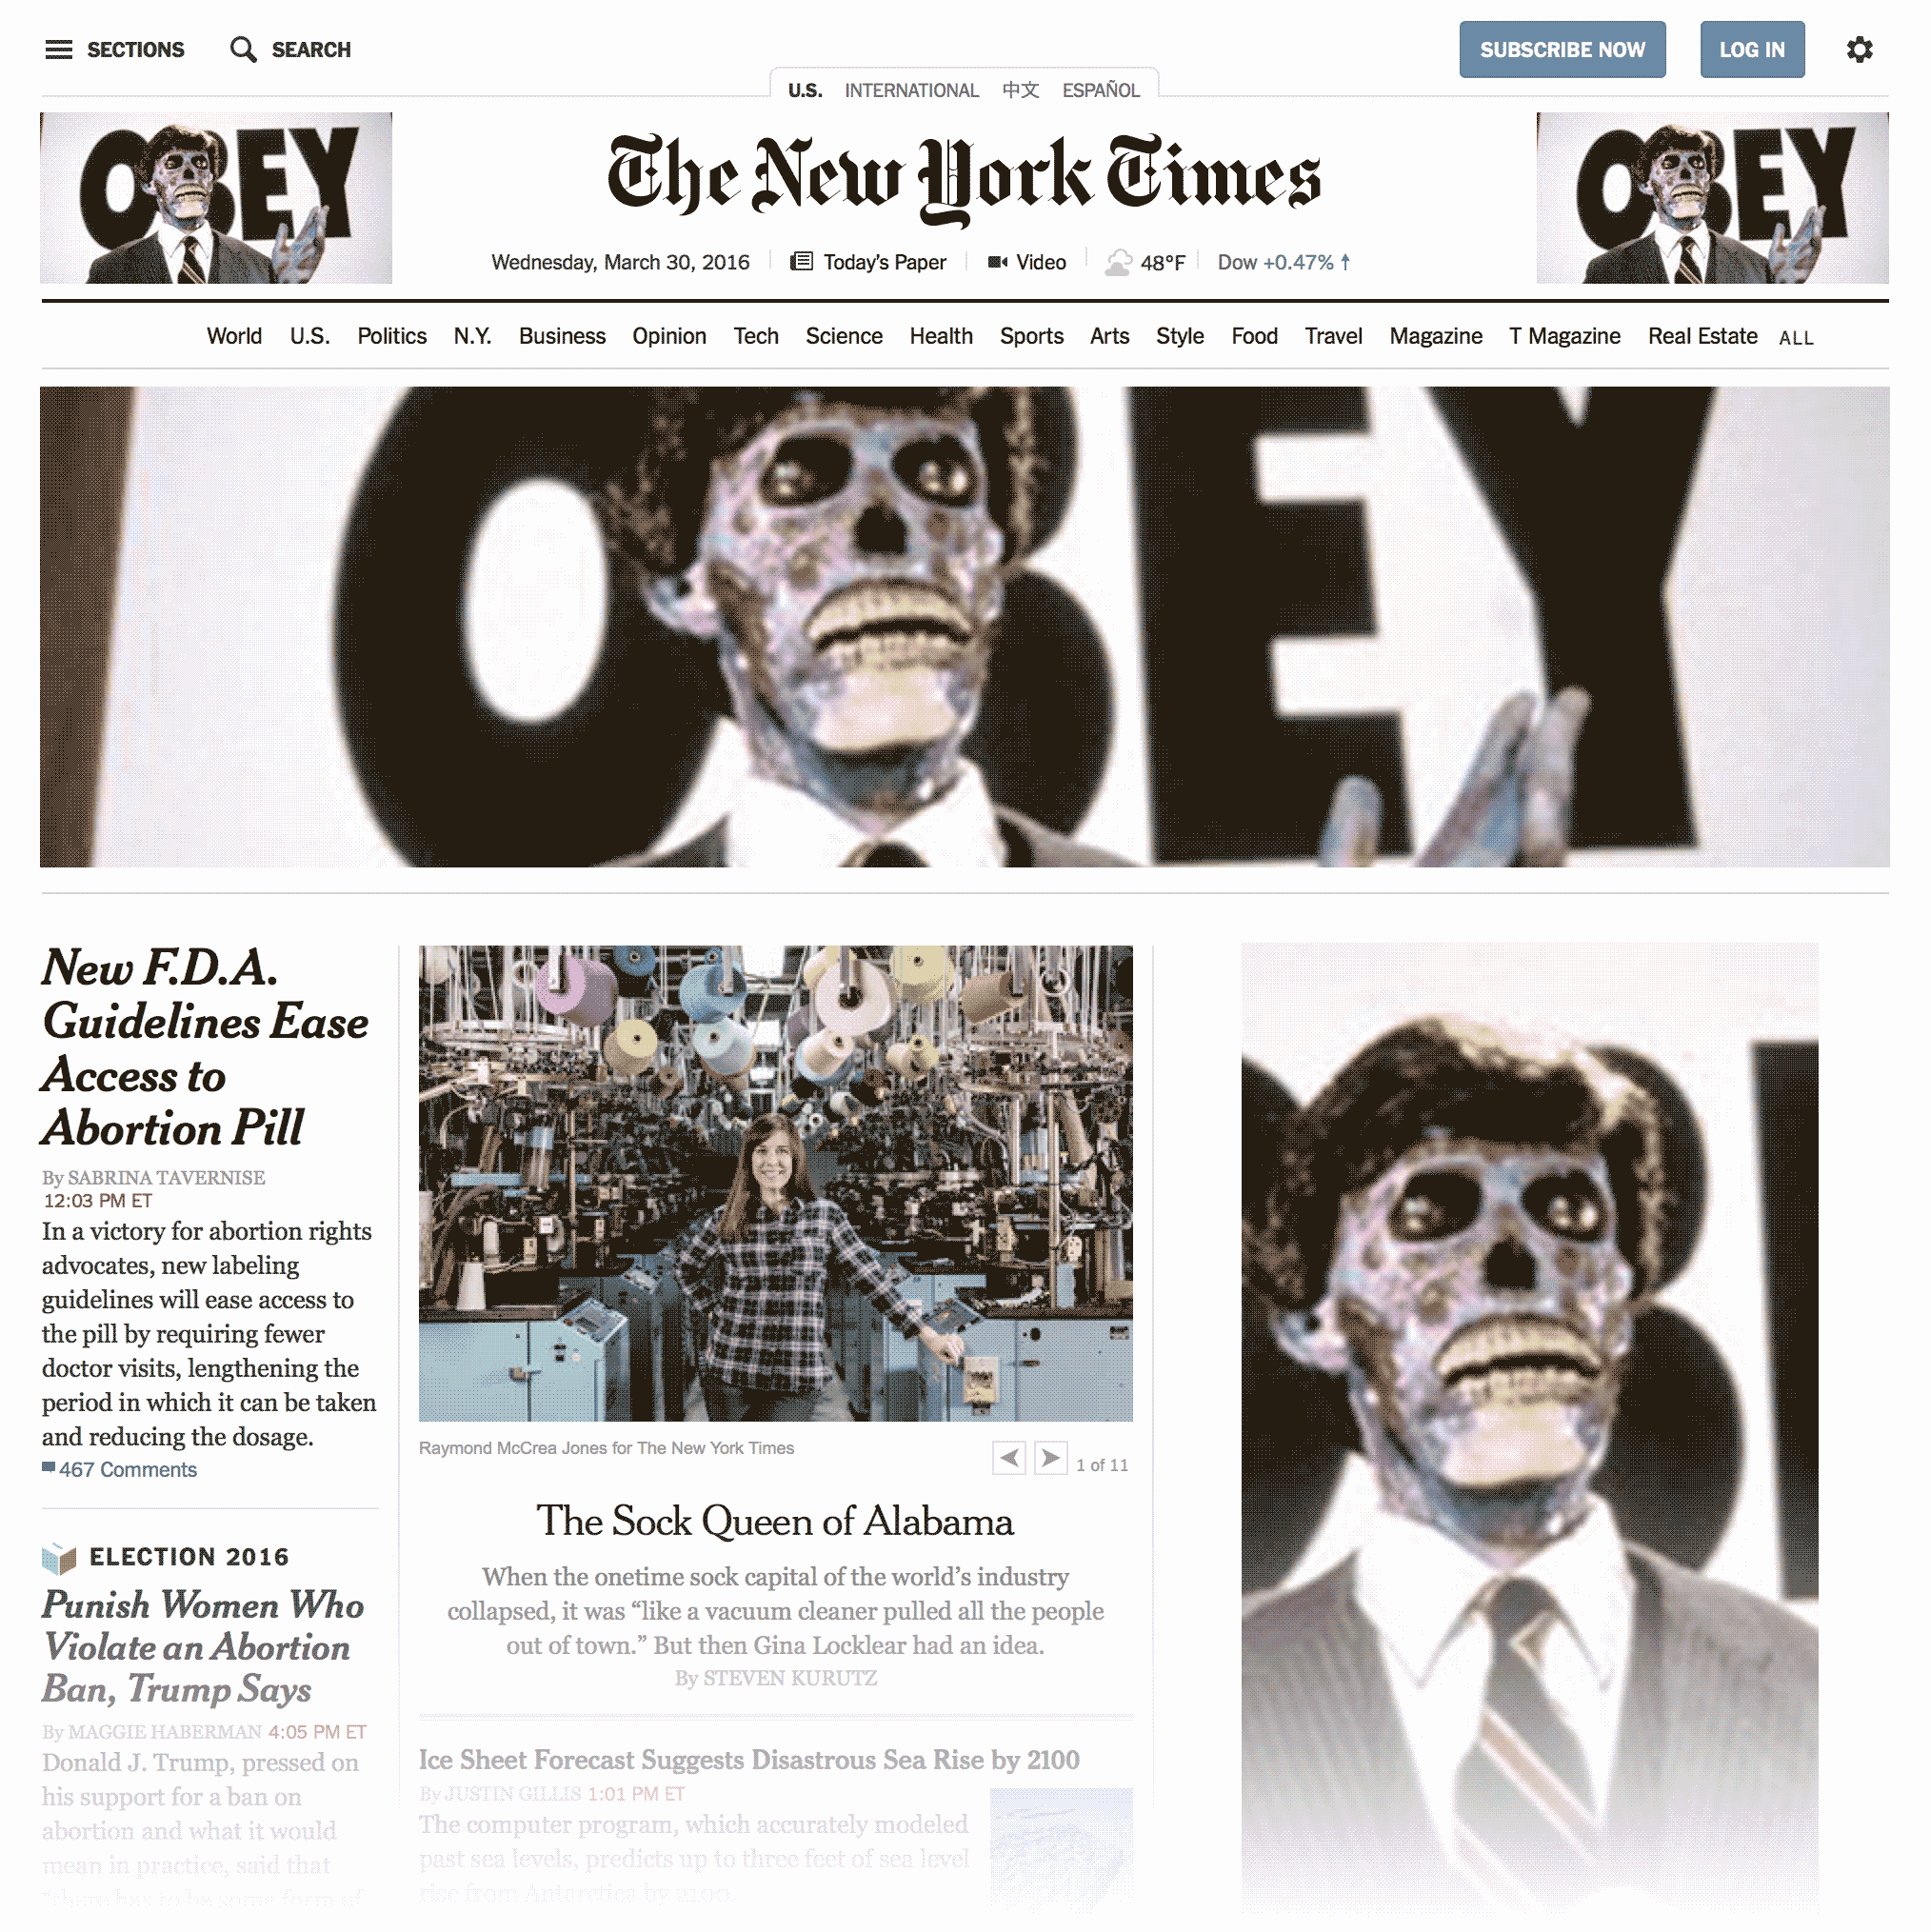 SECTIONS
SEARCH
SUBSCRIBE NOW
LOG IN
U.S. INTERNATIONAL 中文 ESPAÑOL
OBEY
The New York Times
OBEY
Wednesday, March 30, 2016
Today's Paper
Video
48°F
Dow +0.47% ↑
World U.S. Politics N.Y. Business Opinion Tech Science Health Sports Arts Style Food Travel Magazine T Magazine Real Estate ALL
OBEY
New F.D.A.
Guidelines Ease
Access to
Abortion Pill
By SABRINA TAVERNISE
12:03 PM ET
In a victory for abortion rights
advocates, new labeling
guidelines will ease access to
the pill by requiring fewer
doctor visits, lengthening the
period in which it can be taken
and reducing the dosage.
467 Comments
ELECTION 2016
Punish Women Who
Violate an Abortion
Ban, Trump Says
By MAGGIE HABERMAN 4:05 PM ET
Donald J. Trump, pressed on
his support for a ban on
abortion and what it would
mean in practice, said that
“there has to be some form of
Raymond McCrea Jones for The New York Times
1 of 11
The Sock Queen of Alabama
When the onetime sock capital of the world’s industry
collapsed, it was “like a vacuum cleaner pulled all the people
out of town.” But then Gina Locklear had an idea.
By STEVEN KURUTZ
Ice Sheet Forecast Suggests Disastrous Sea Rise by 2100
By JUSTIN GILLIS 1:01 PM ET
The computer program, which accurately modeled
past sea levels, predicts up to three feet of sea level
rise from Antarctica by 2100.